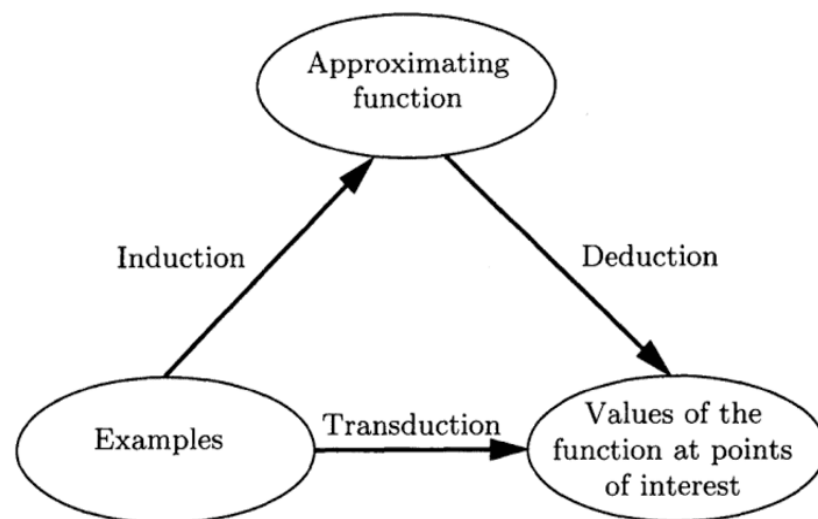 Approximating
function
Induction
Deduction
Examples
Transduction
Values of the
function at points
of interest